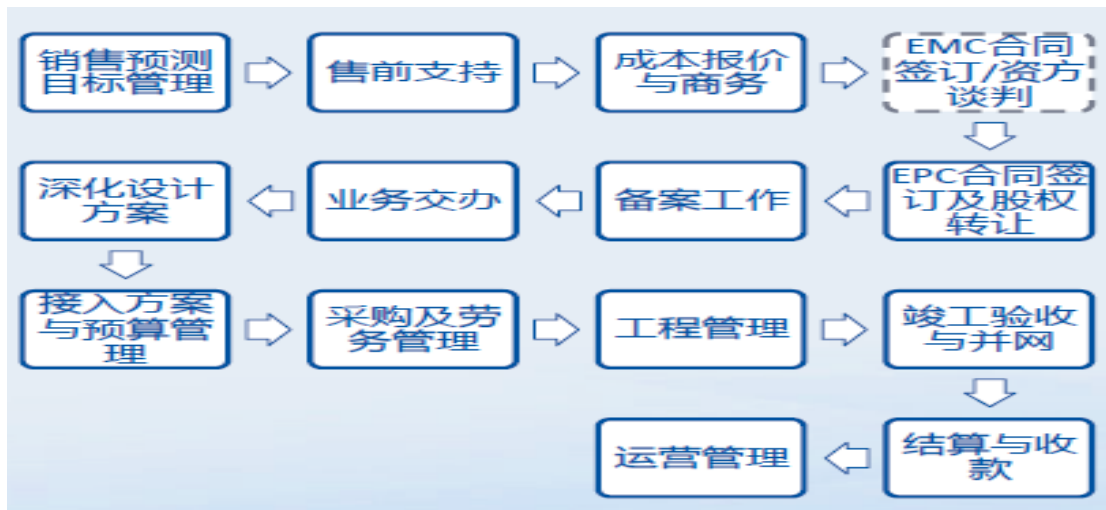 销售预测
目标管理
售前支持
成本报价
与商务
EMC合同
签订/资方
谈判
EPC合同签
订及股权
转让
备案工作
业务交办
深化设计
方案
接入方案
与预算管
理
采购及劳
务管理
工程管理
竣工验收
与并网
结算与收
款
运营管理